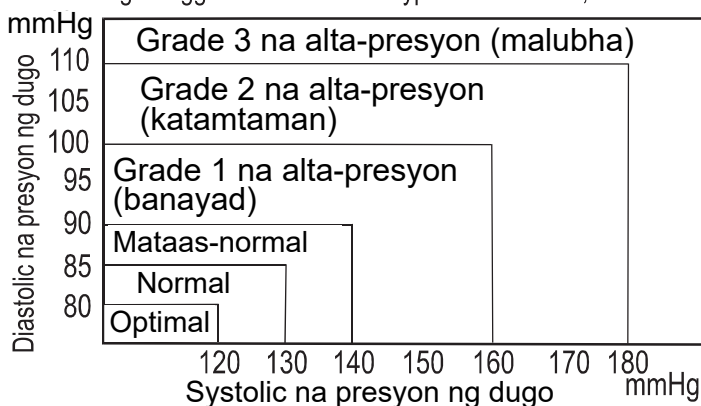 mmHg
Grade 3 na alta-presyon (malubha)
110
Grade 2 na alta-presyon
(katamtaman)
105
100
Grade 1 na alta-presyon
(banayad)
95
90
Mataas-normal
85
Normal
80
Optimal
Diastolic na presyon ng dugo
120 130 140 150 160 170 180
Systolic na presyon ng dugo
mmHg